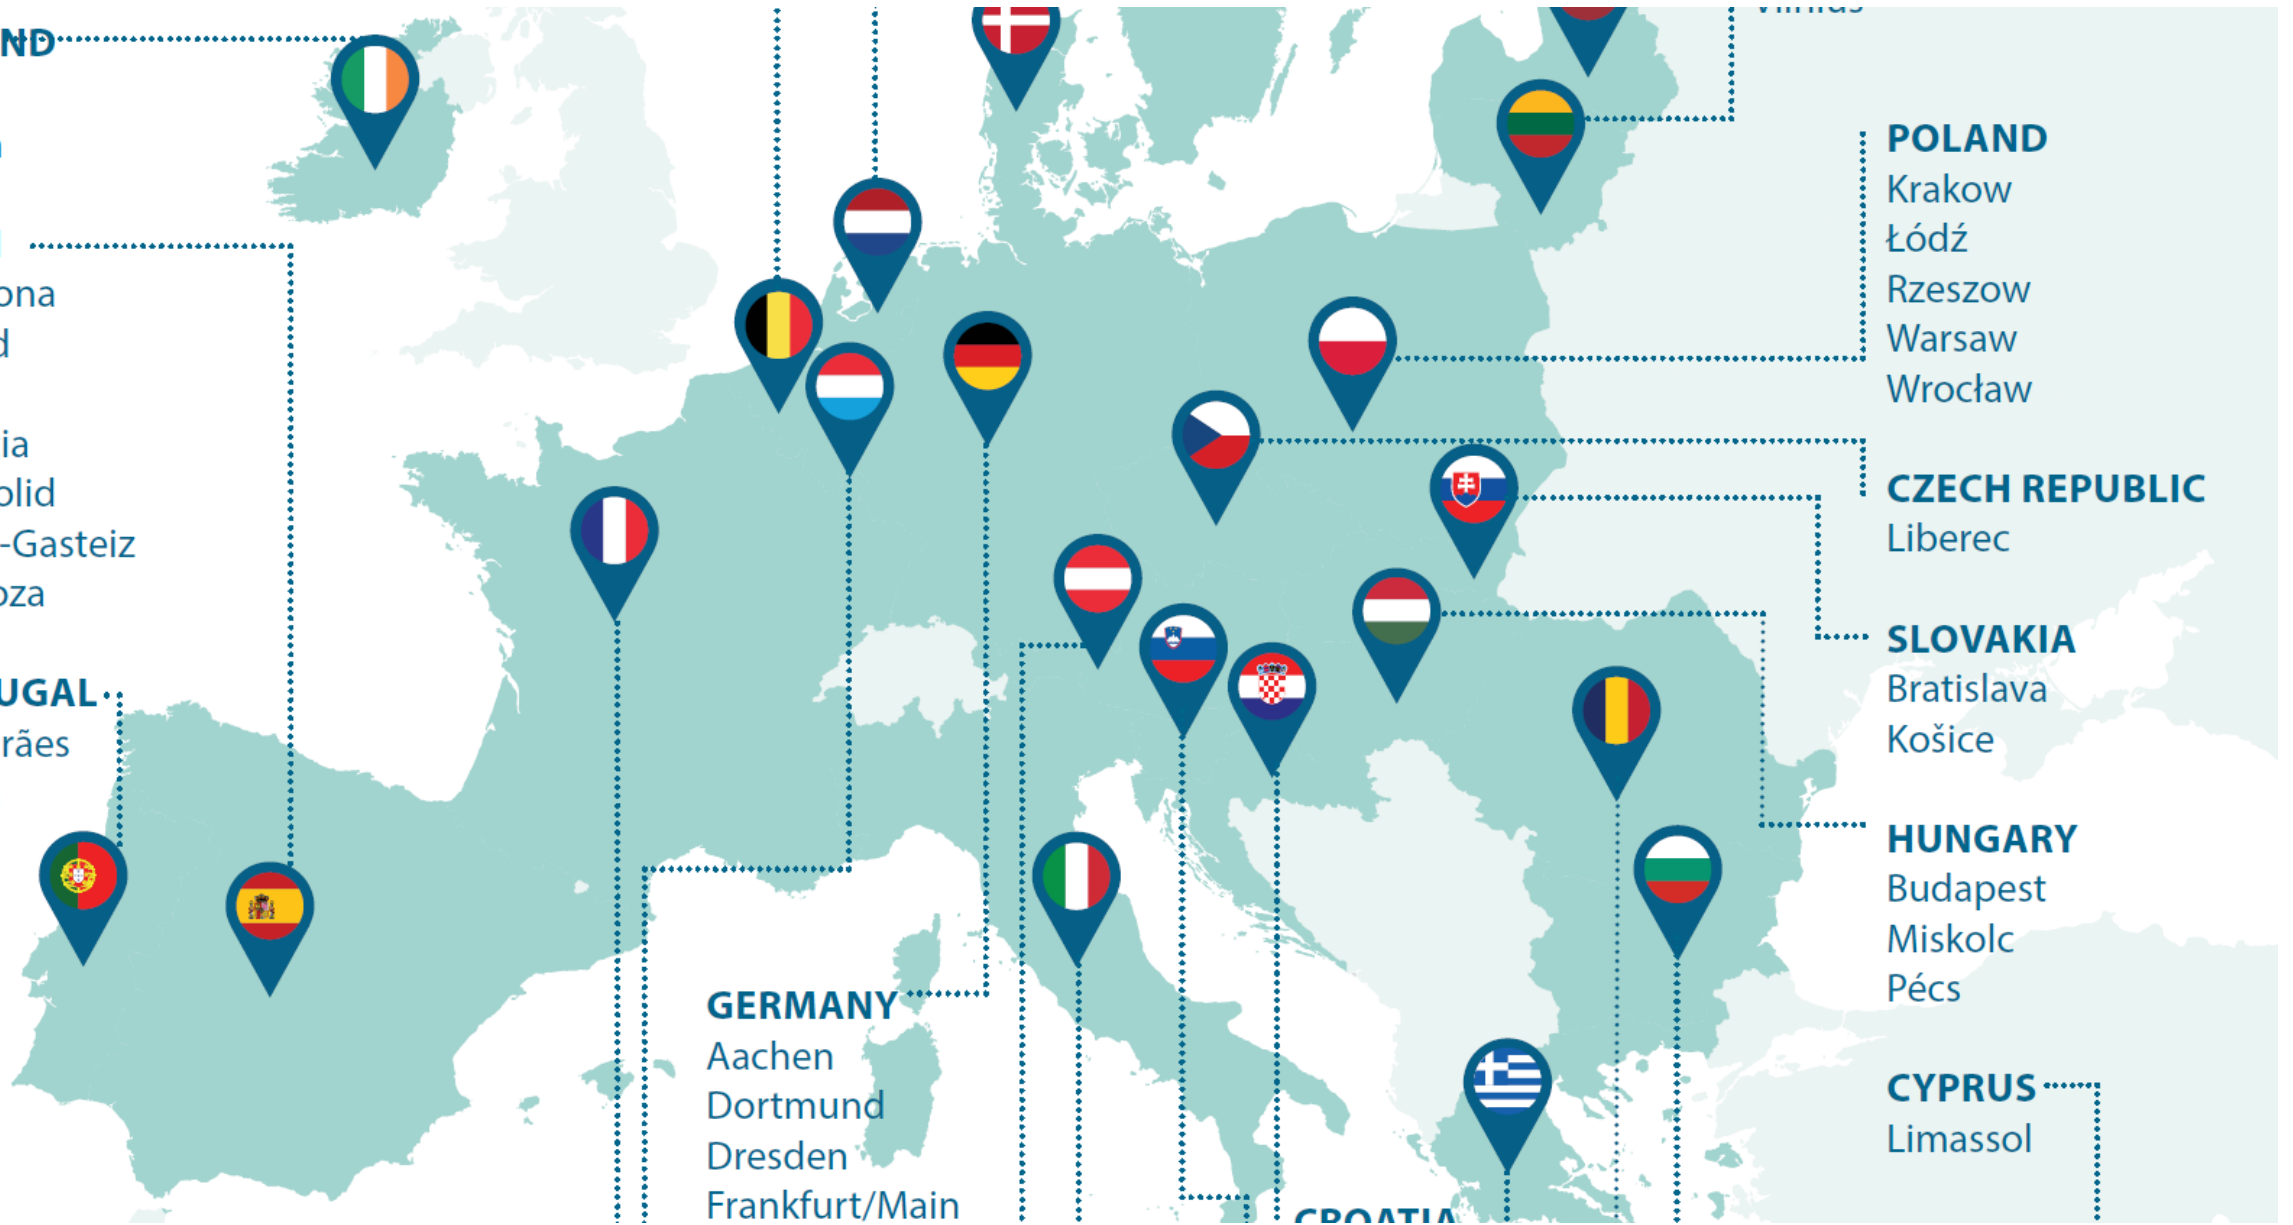 ND
ona
d
ia
olid
-Gasteiz
oza
UGAL
rães
GERMANY
Aachen
Dortmund
Dresden
Frankfurt/Main
CROATIA
POLAND
Krakow
Łódź
Rzeszow
Warsaw
Wrocław
CZECH REPUBLIC
Liberec
SLOVAKIA
Bratislava
Košice
HUNGARY
Budapest
Miskolc
Pécs
CYPRUS
Limassol